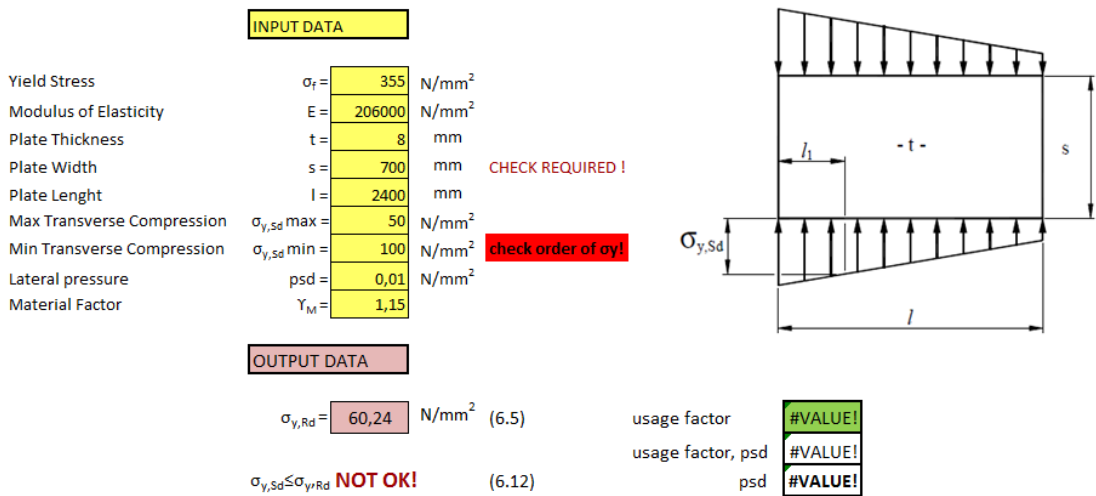 INPUT DATA
Yield Stress σf = 355 N/mm²
Modulus of Elasticity E = 206000 N/mm²
Plate Thickness t = 8 mm
Plate Width s = 700 mm CHECK REQUIRED !
Plate Lenght l = 2400 mm
Max Transverse Compression σy,Sd max = 50 N/mm²
Min Transverse Compression σy,Sd min = 100 N/mm² check order of σy!
Lateral pressure psd = 0,01 N/mm²
Material Factor ϒM = 1,15
- t -
s
l1
σy,Sd
l
OUTPUT DATA
σy,Rd = 60,24 N/mm² (6.5)
usage factor #VALUE!
usage factor, psd #VALUE!
σy,Sd≤σy,Rd NOT OK! (6.12)
psd #VALUE!